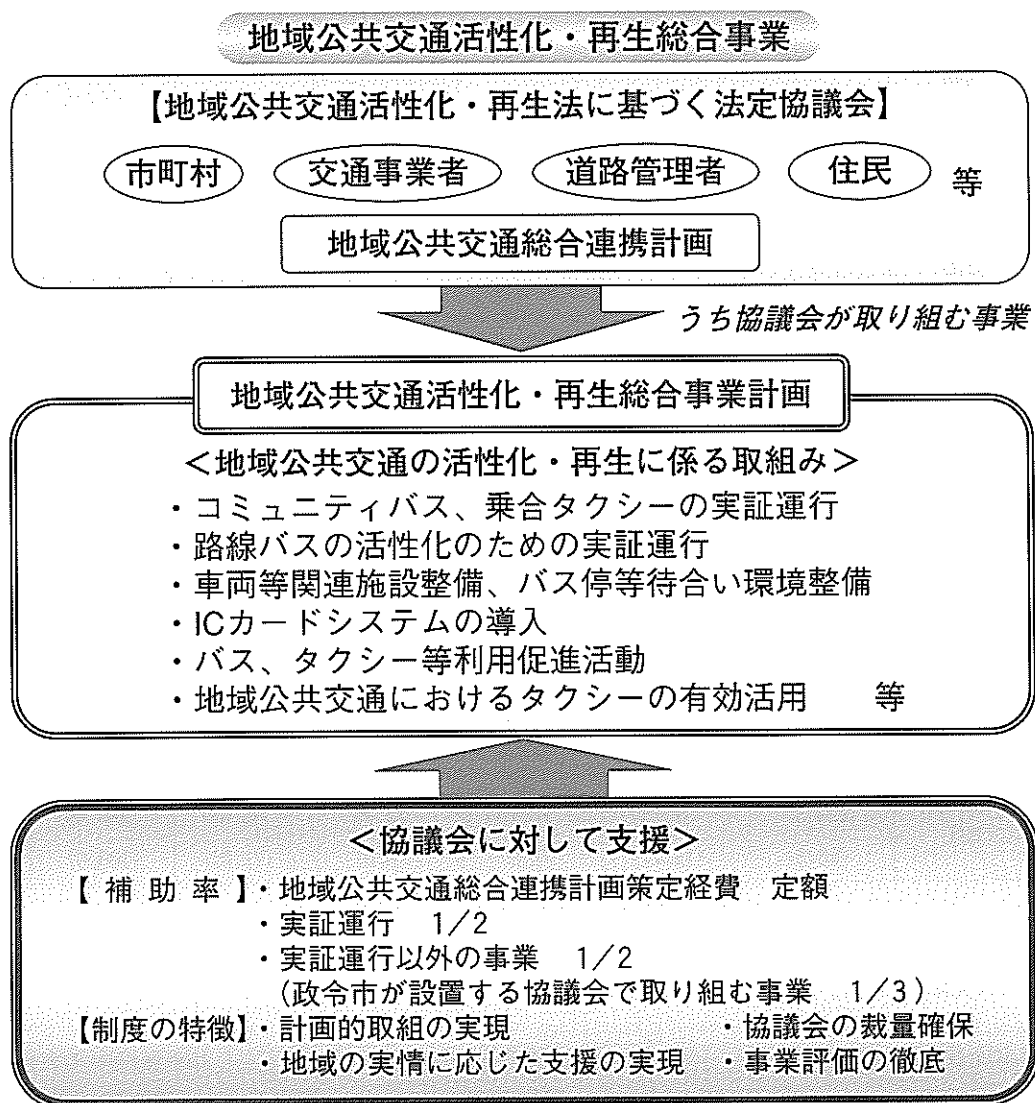 地域公共交通活性化・再生総合事業
【地域公共交通活性化・再生法に基づく法定協議会】
市町村 交通事業者 道路管理者 住民 等
地域公共交通総合連携計画
うち協議会が取り組む事業
地域公共交通活性化・再生総合事業計画
＜地域公共交通の活性化・再生に係る取組み＞
・コミュニティバス、乗合タクシーの実証運行
・路線バスの活性化のための実証運行
・車両等関連施設整備、バス停等待合い環境整備
・ICカードシステムの導入
・バス、タクシー等利用促進活動
・地域公共交通におけるタクシーの有効活用 等
＜協議会に対して支援＞
【補助率】・地域公共交通総合連携計画策定経費 定額
・実証運行 1／2
・実証運行以外の事業 1／2
（政令市が設置する協議会で取り組む事業 1／3）
【制度の特徴】・計画的取組の実現 ・協議会の裁量確保
・地域の実情に応じた支援の実現 ・事業評価の徹底